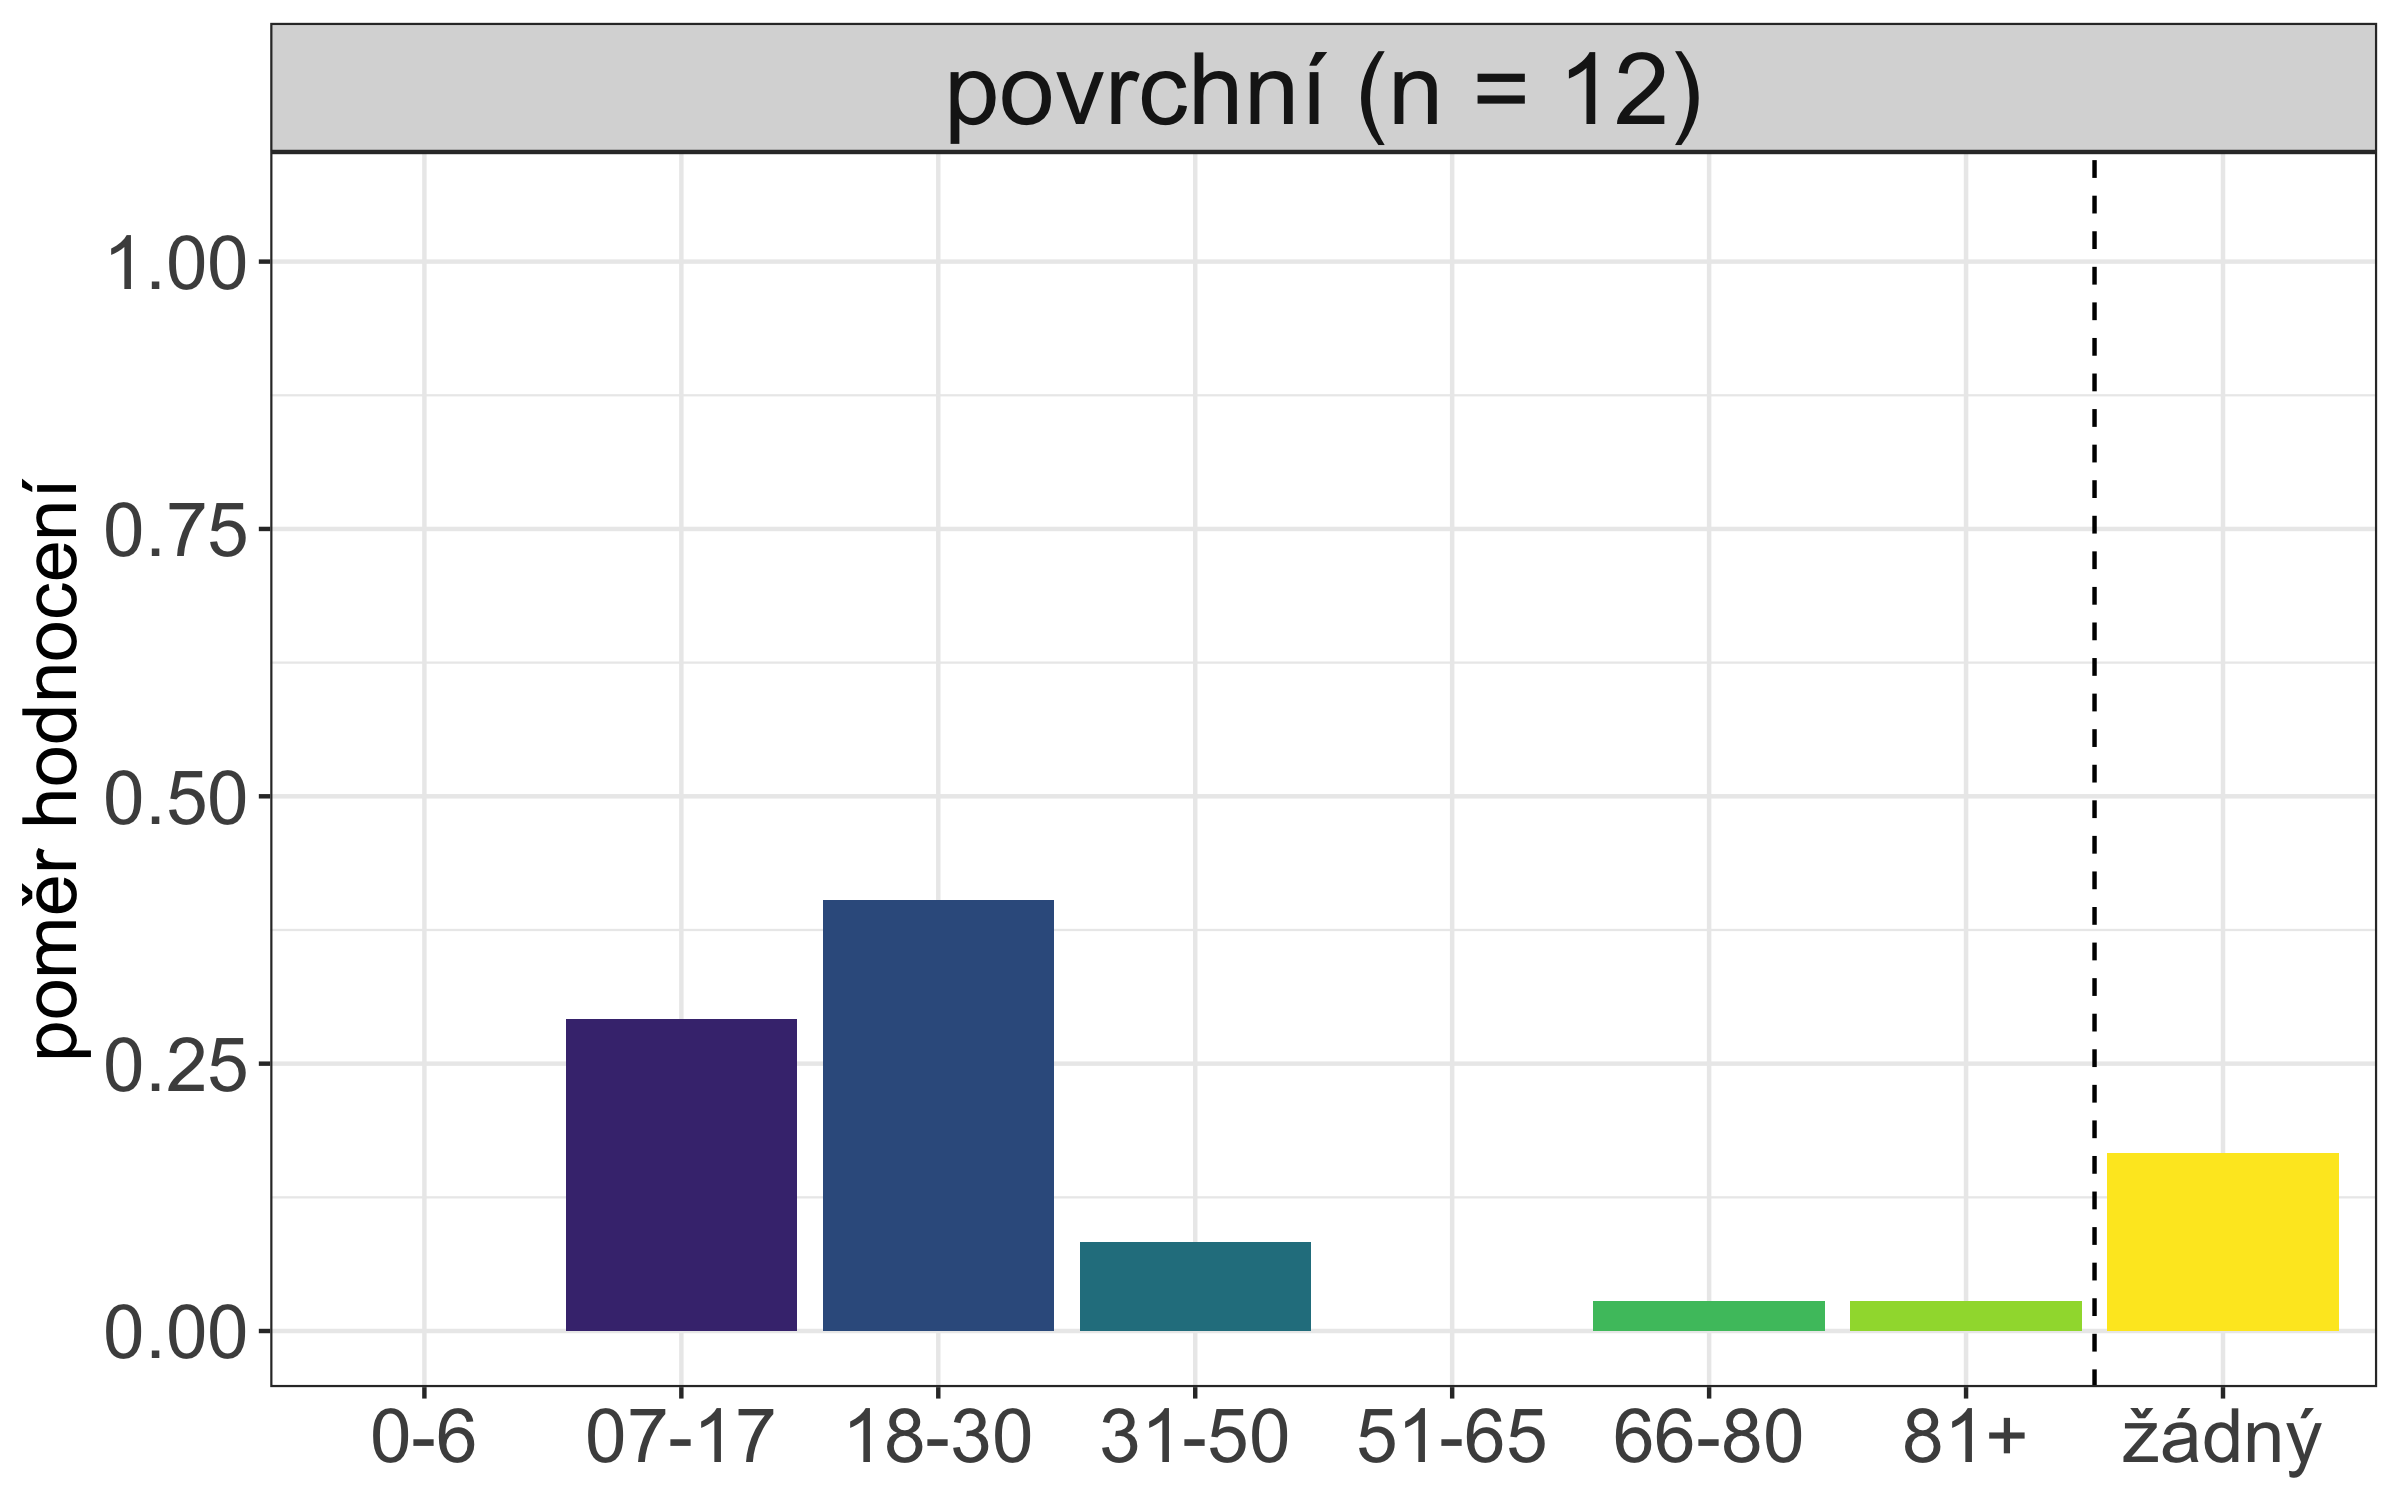 povrchní (n = 12)
poměr hodnocení
1.00
0.75
0.50
0.25
0.00
0-6 07-17 18-30 31-50 51-65 66-80 81+ žádný